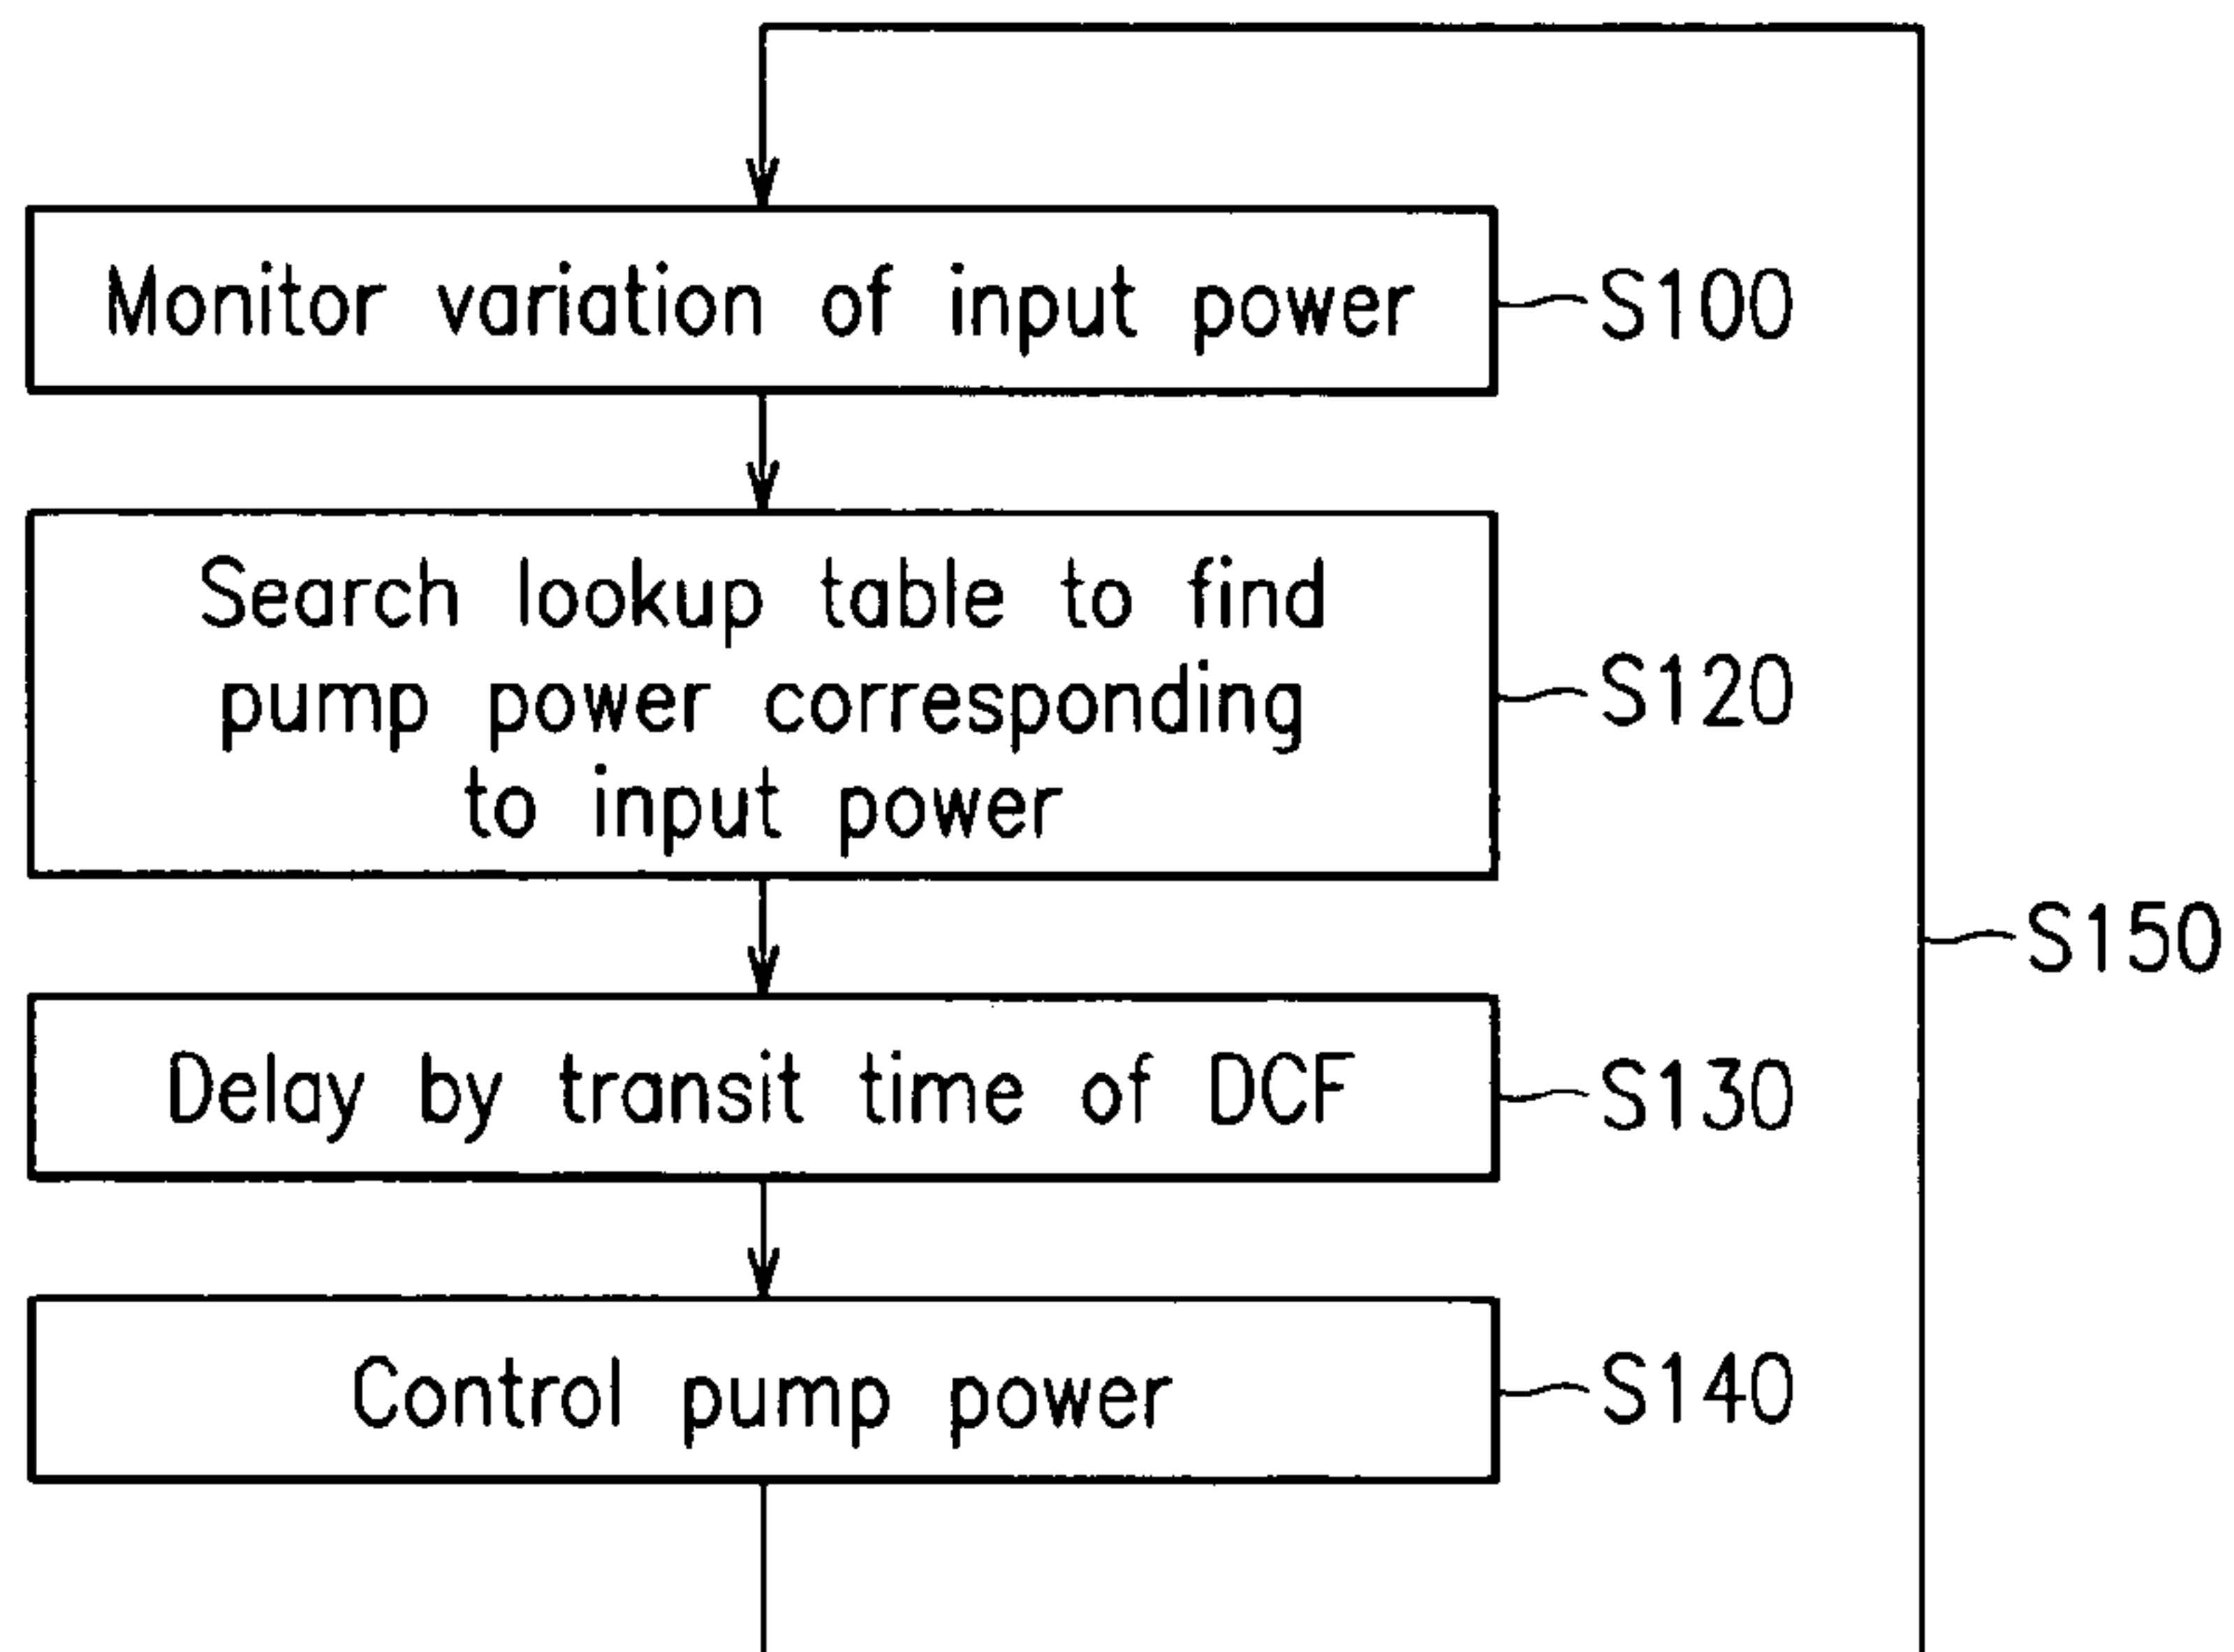 Monitor variation of input power
S100
Search lookup table to find
pump power corresponding
to input power
S120
S150
Delay by transit time of DCF
S130
Control pump power
S140